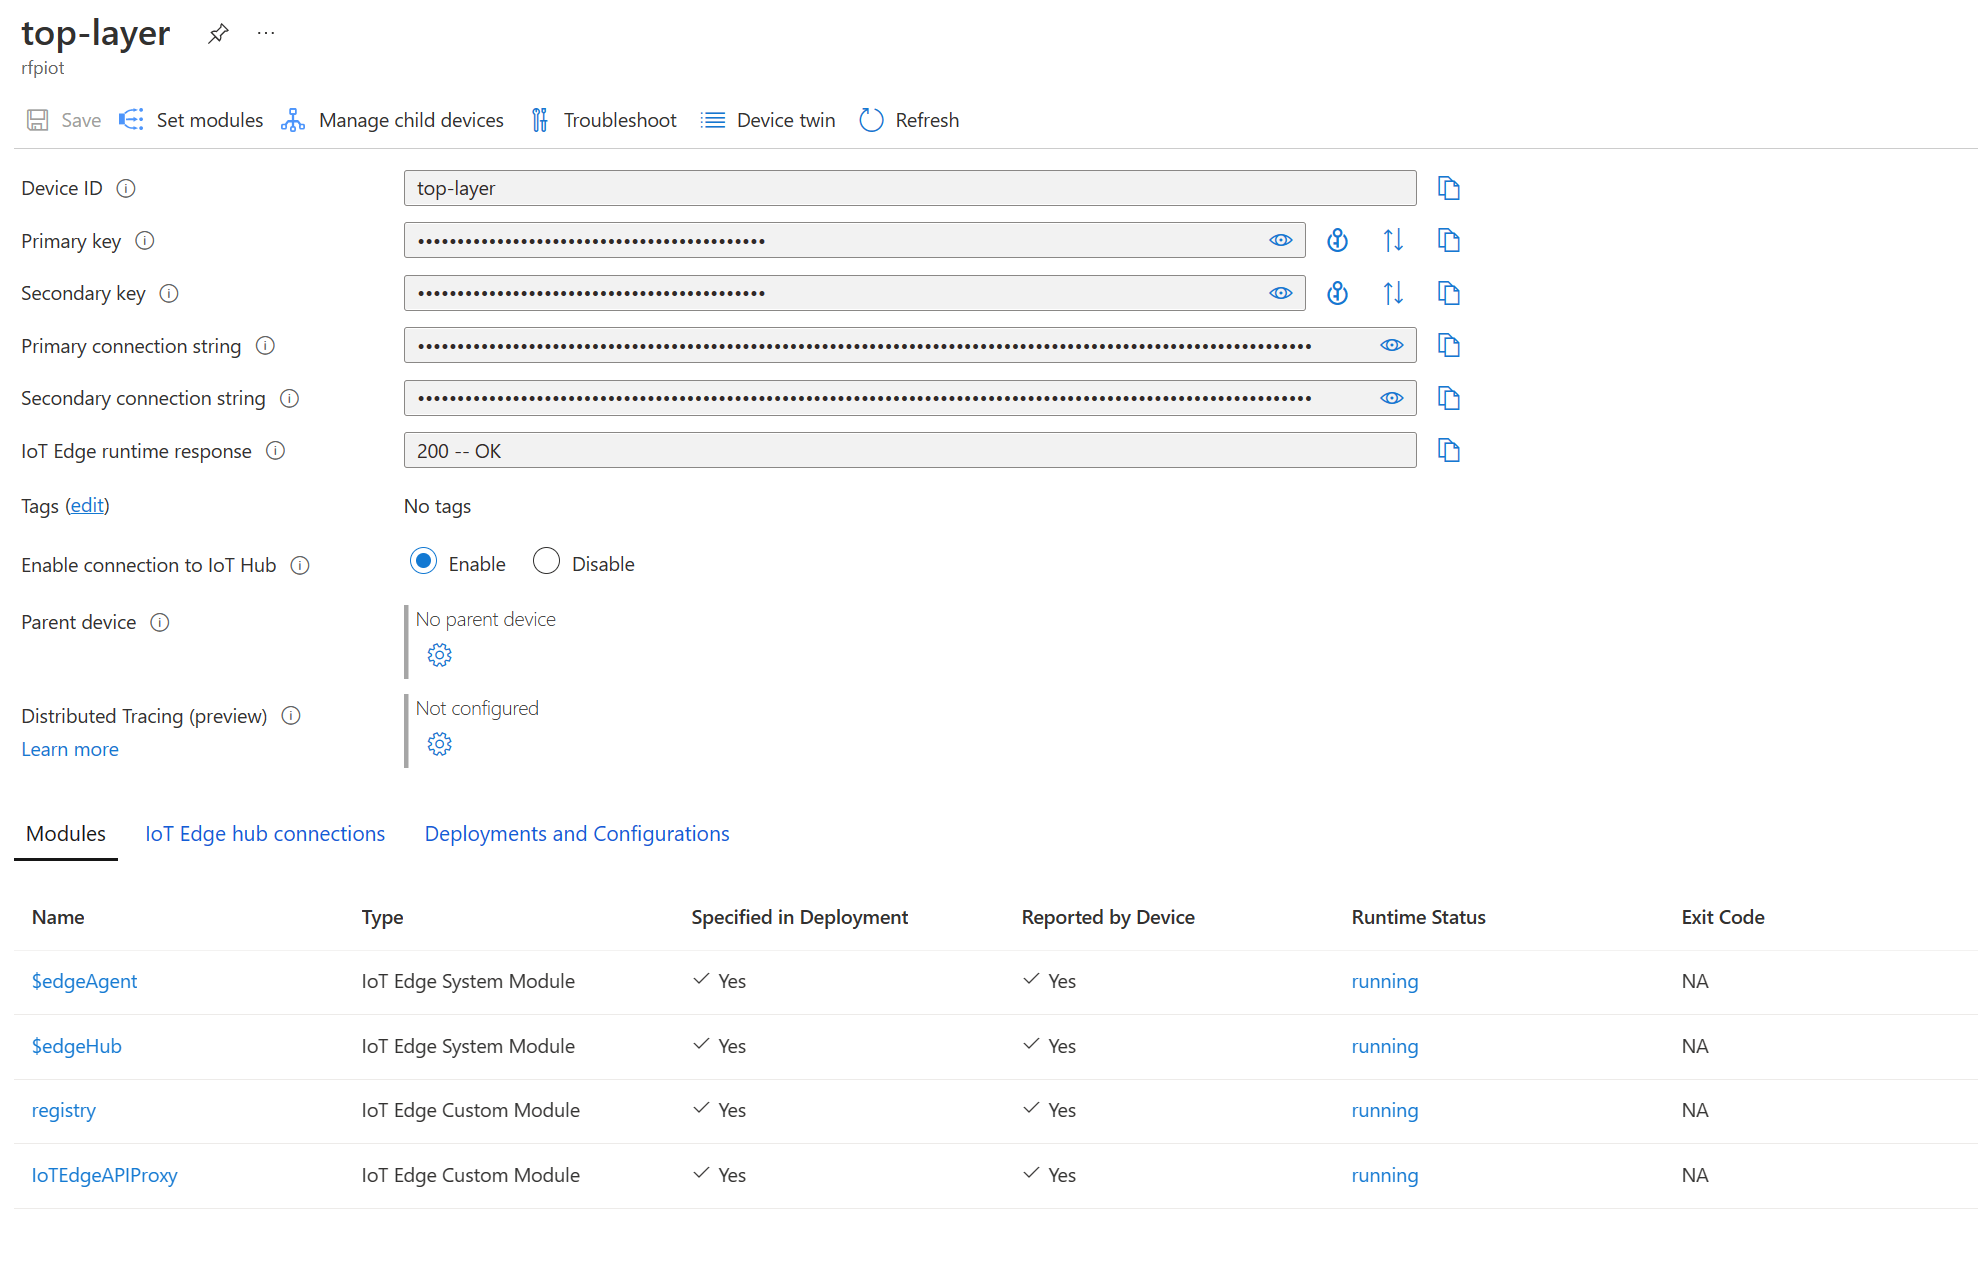 top-layer
rfpiot
Save Set modules Manage child devices Troubleshoot Device twin Refresh
Device ID top-layer
Primary key
Secondary key
Primary connection string
Secondary connection string
IoT Edge runtime response 200 -- OK
Tags (edit) No tags
Enable connection to IoT Hub Enable Disable
Parent device No parent device
Distributed Tracing (preview) Not configured
Learn more
Modules IoT Edge hub connections Deployments and Configurations
Name Type Specified in Deployment Reported by Device Runtime Status Exit Code
$edgeAgent IoT Edge System Module Yes Yes running NA
$edgeHub IoT Edge System Module Yes Yes running NA
registry IoT Edge Custom Module Yes Yes running NA
IoTEdgeAPIProxy IoT Edge Custom Module Yes Yes running NA